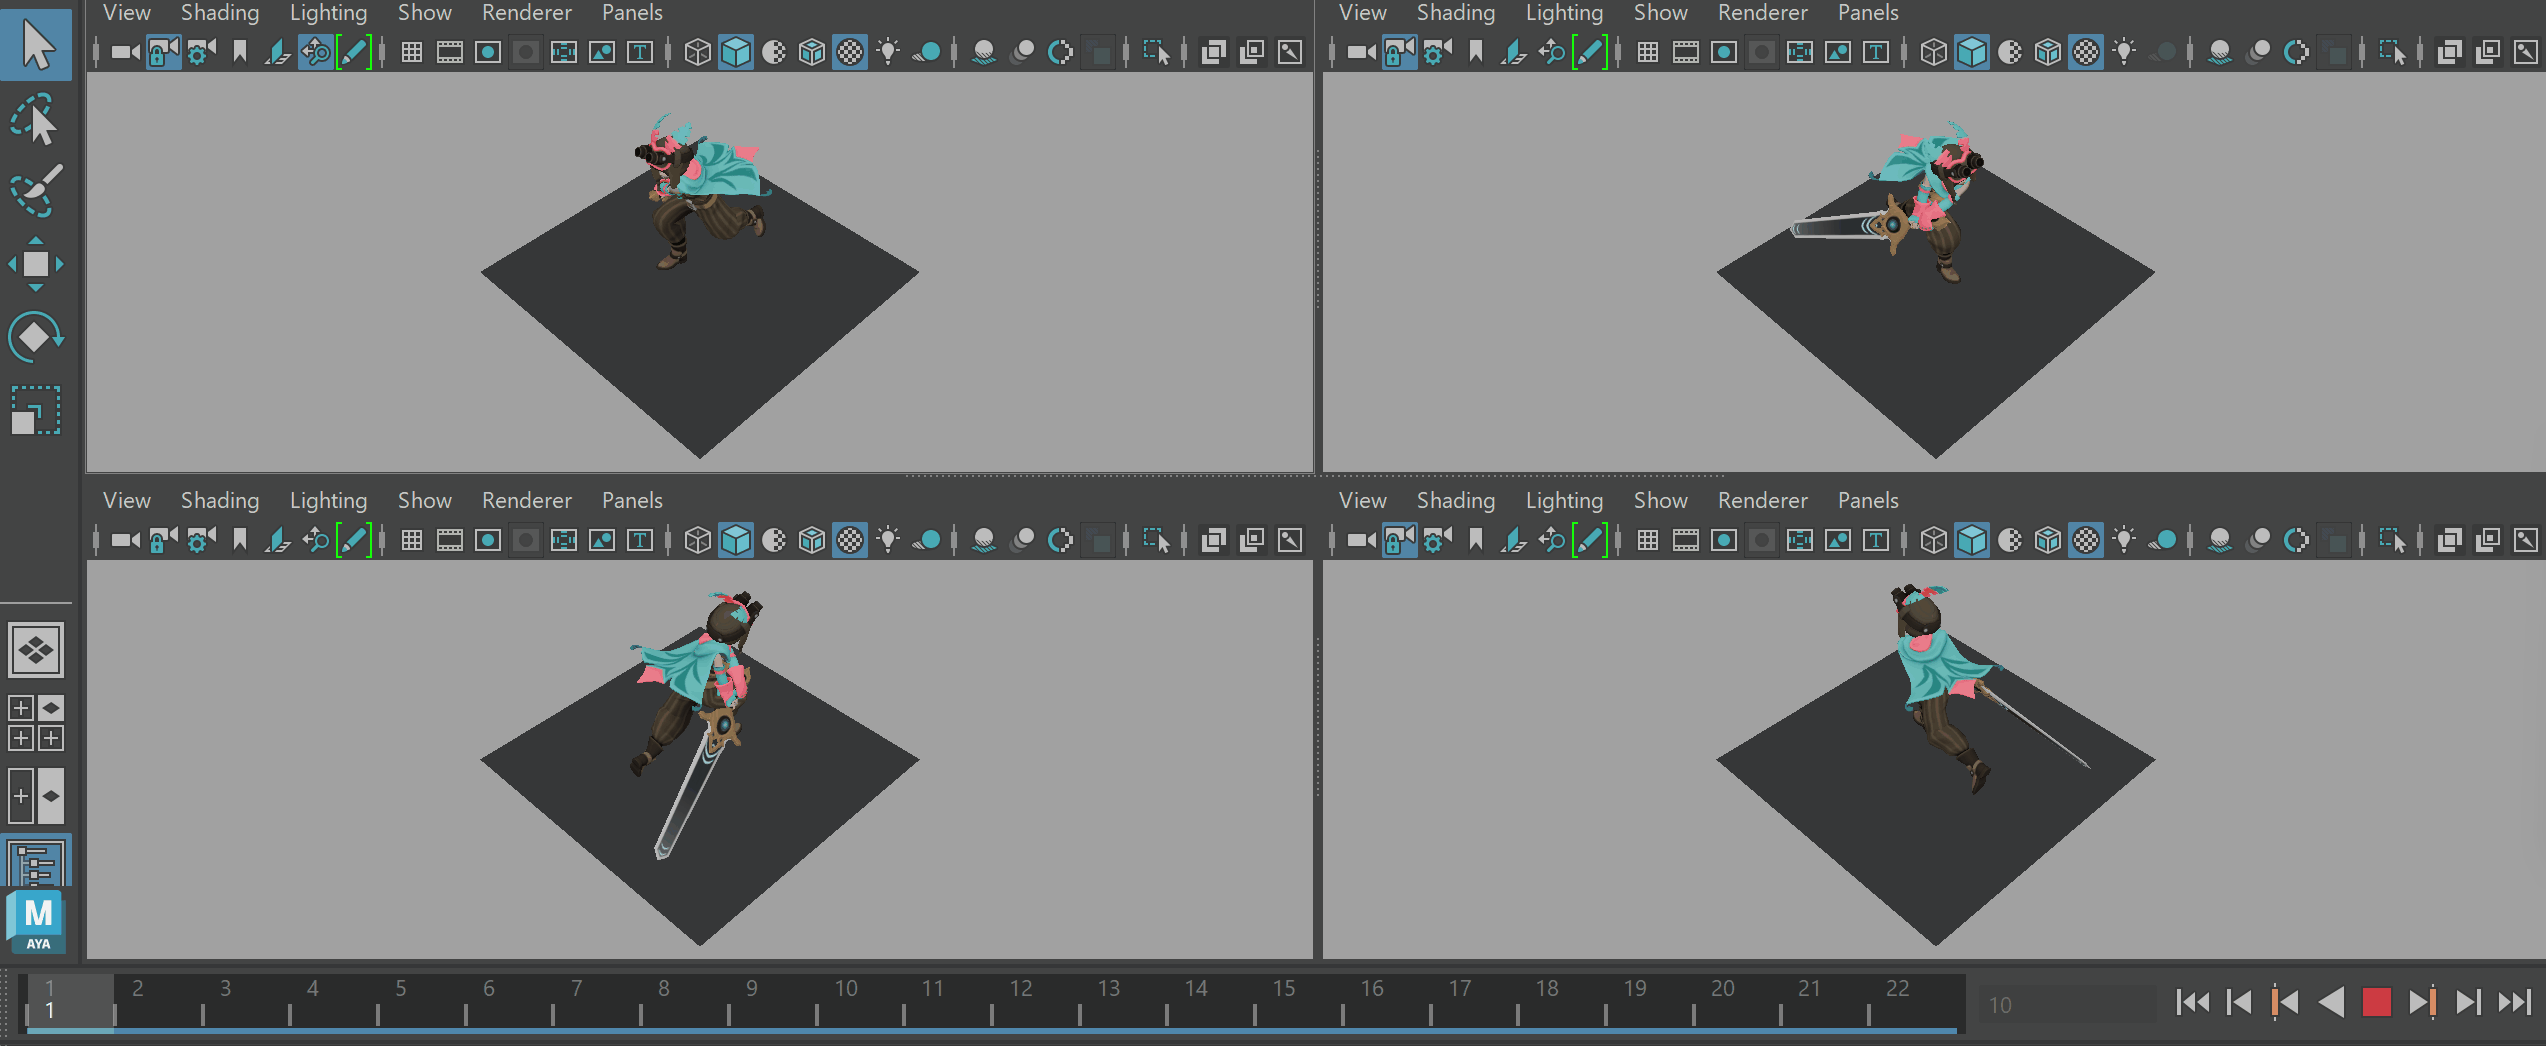 View Shading Lighting Show Renderer Panels
View Shading Lighting Show Renderer Panels
T
T
View Shading Lighting Show Renderer Panels
View Shading Lighting Show Renderer Panels
T
T
M
AYA
1 2 3 4 5 6 7 8 9 10 11 12 13 14 15 16 17 18 19 20 21 22
1
10